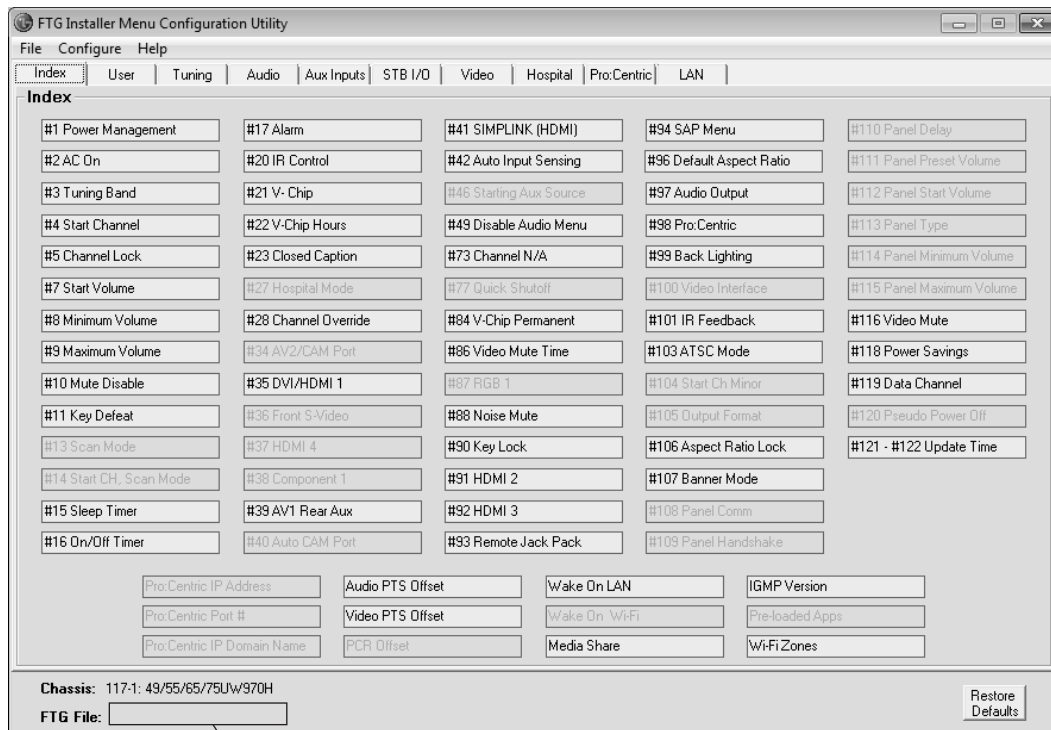 FTG Installer Menu Configuration Utility
File Configure Help
Index User Tuning Audio Aux Inputs STB I/O Video Hospital Pro:Centric LAN
Index
#1 Power Management #17 Alarm #41 SIMPLINK (HDMI) #94 SAP Menu #110 Panel Delay
#2 AC On #20 IR Control #42 Auto Input Sensing #96 Default Aspect Ratio #111 Panel Preset Volume
#3 Tuning Band #21 V- Chip #46 Starting Aux Source #97 Audio Output #112 Panel Start Volume
#4 Start Channel #22 V-Chip Hours #49 Disable Audio Menu #98 Pro:Centric #113 Panel Type
#5 Channel Lock #23 Closed Caption #73 Channel N/A #99 Back Lighting #114 Panel Minimum Volume
#7 Start Volume #27 Hospital Mode #77 Quick Shutoff #100 Video Interface #115 Panel Maximum Volume
#8 Minimum Volume #28 Channel Override #84 V-Chip Permanent #101 IR Feedback #116 Video Mute
#9 Maximum Volume #34 AV2/CAM Port #86 Video Mute Time #103 ATSC Mode #118 Power Savings
#10 Mute Disable #35 DVI/HDMI 1 #87 RGB 1 #104 Start Ch Minor #119 Data Channel
#11 Key Defeat #36 Front S-Video #88 Noise Mute #105 Output Format #120 Pseudo Power Off
#13 Scan Mode #37 HDMI 4 #90 Key Lock #106 Aspect Ratio Lock #121 - #122 Update Time
#14 Start CH, Scan Mode #38 Component 1 #91 HDMI 2 #107 Banner Mode
#15 Sleep Timer #39 AV1 Rear Aux #92 HDMI 3 #108 Panel Comm
#16 On/Off Timer #40 Auto CAM Port #93 Remote Jack Pack #109 Panel Handshake
Pro:Centric IP Address Audio PTS Offset Wake On LAN IGMP Version
Pro:Centric Port # Video PTS Offset Wake On Wi-Fi Pre-loaded Apps
Pro:Centric IP Domain Name PCR Offset Media Share Wi-Fi Zones
Chassis: 117-1: 49/55/65/75UW970H
FTG File:
Restore
Defaults